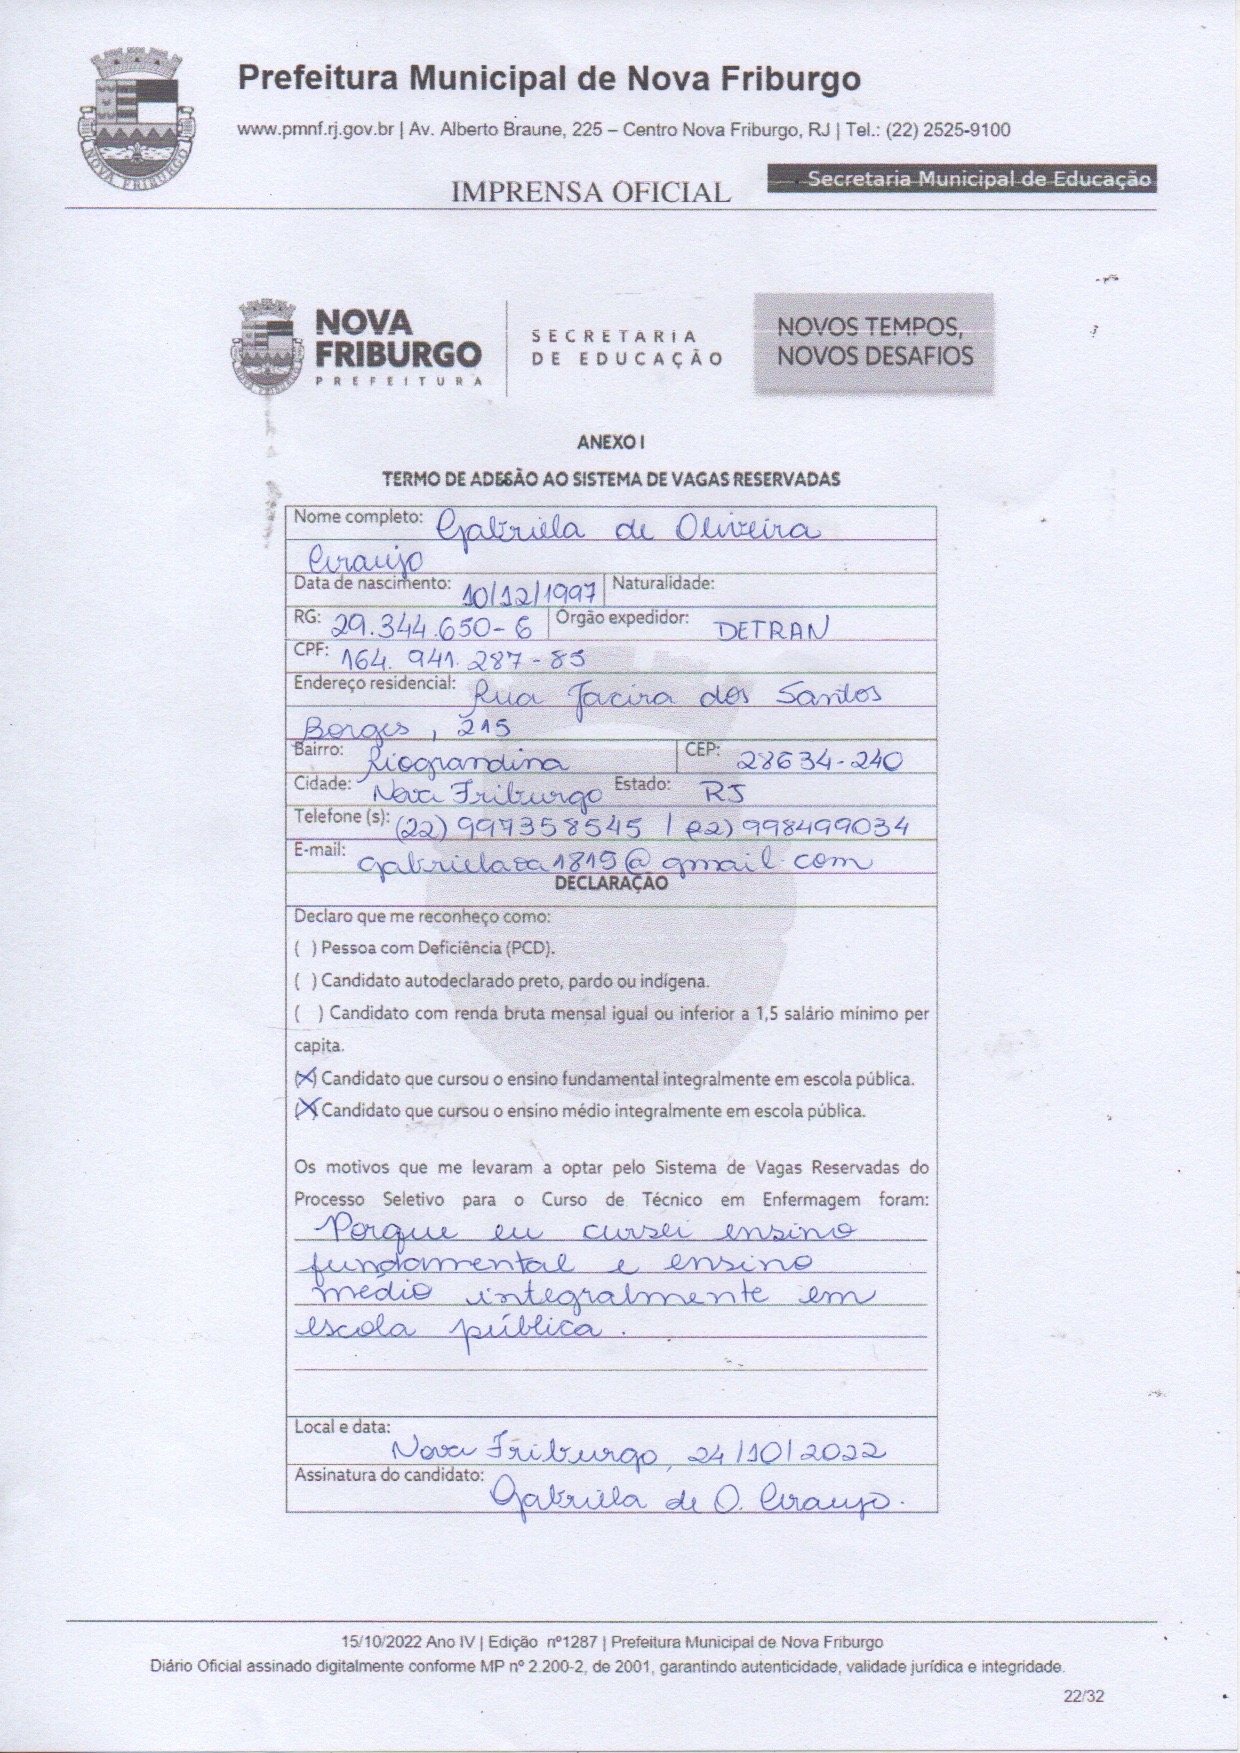 Prefeitura Municipal de Nova Friburgo
www.pmnf.rj.gov.br | Av. Alberto Braune, 225 – Centro Nova Friburgo, RJ | Tel.: (22) 2525-9100
Secretaria Municipal de Educação
IMPRENSA OFICIAL
NOVA FRIBURGO
NOVA
FRIBURGO
PREFEITURA
SECRETARIA
DE EDUCAÇÃO
NOVOS TEMPOS,
NOVOS DESAFIOS
ANEXO I
TERMO DE ADESÃO AO SISTEMA DE VAGAS RESERVADAS
Nome completo: Gabriela de Oliveira
Araujo
Data de nascimento: 10/12/1997 Naturalidade:
RG: 29.344.650-6 Orgão expedidor: DETRAN
CPF: 164.941.287-85
Endereço residencial: Rua Jacira dos Santos
Borges, 215
Bairro: Riograndina CEP: 28634-240
Cidade: Nova Friburgo Estado: RJ
Telefone (s): (22) 997358545 / (22) 998499034
E-mail: @gmail.com
DECLARAÇÃO
Declaro que me reconheço como:
( ) Pessoa com Deficiência (PCD).
( ) Candidato autodeclarado preto, pardo ou indígena.
( ) Candidato com renda bruta mensal igual ou inferior a 1,5 salário mínimo per
capita.
(X) Candidato que cursou o ensino fundamental integralmente em escola pública.
(X) Candidato que cursou o ensino médio integralmente em escola pública.
Os motivos que me levaram a optar pelo Sistema de Vagas Reservadas do
Processo Seletivo para o Curso de Técnico em Enfermagem foram:
Porque eu cursei ensino
fundamental e ensino
médio integralmente em
escola pública.
Local e data:
Nova Friburgo, 24/10/2022
Assinatura do candidato: Gabriela de O. Araujo.
15/10/2022 Ano IV | Edição nº1287 | Prefeitura Municipal de Nova Friburgo
Diário Oficial assinado digitalmente conforme MP nº 2.200-2, de 2001, garantindo autenticidade, validade jurídica e integridade.
22/32